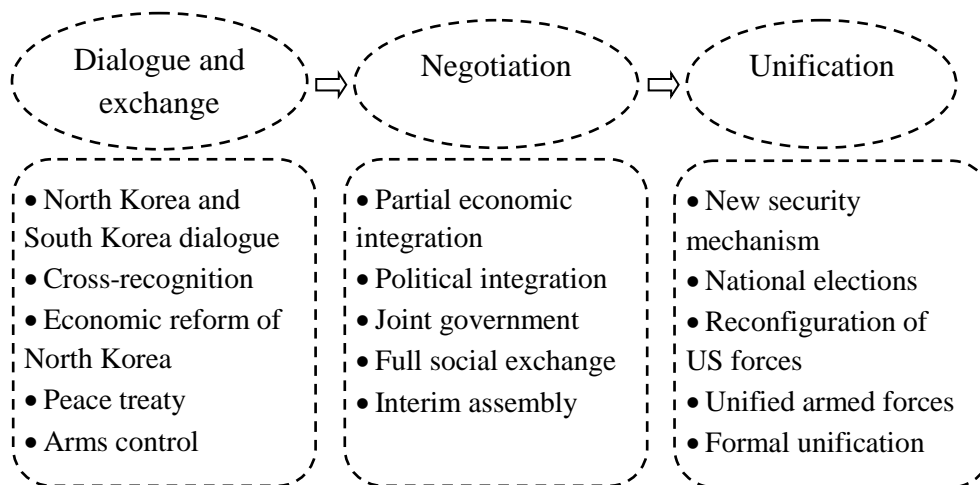 Dialogue and
exchange
Negotiation
Unification
• North Korea and
South Korea dialogue
• Cross-recognition
• Economic reform of
North Korea
• Peace treaty
• Arms control
• Partial economic
integration
• Political integration
• Joint government
• Full social exchange
• Interim assembly
• New security
mechanism
• National elections
• Reconfiguration of
US forces
• Unified armed forces
• Formal unification